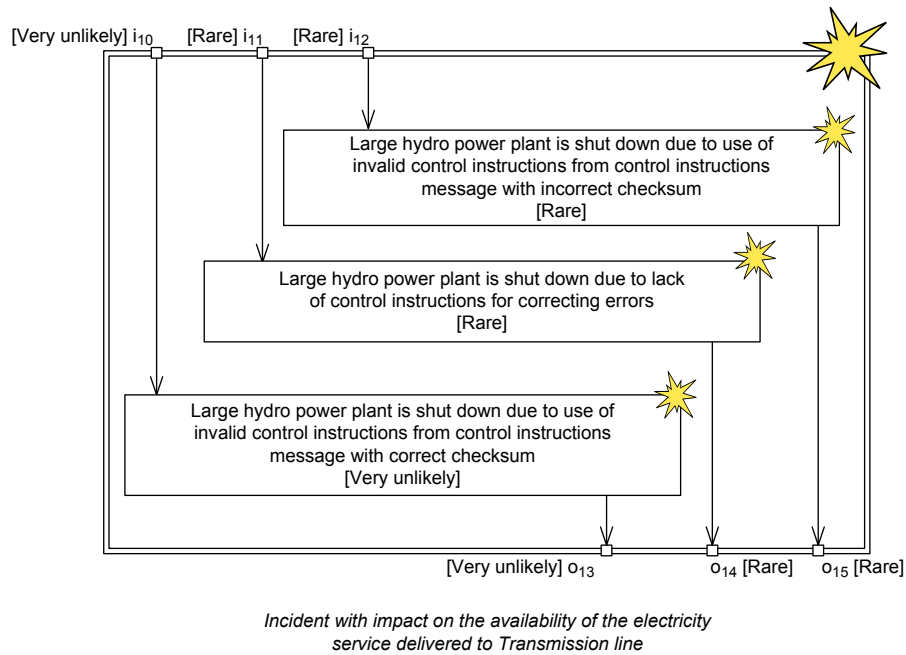 [Very unlikely] i10 [Rare] i11 [Rare] i12
Large hydro power plant is shut down due to use of
invalid control instructions from control instructions
message with incorrect checksum
[Rare]
Large hydro power plant is shut down due to lack
of control instructions for correcting errors
[Rare]
Large hydro power plant is shut down due to use of
invalid control instructions from control instructions
message with correct checksum
[Very unlikely]
[Very unlikely] o13 o14 [Rare] o15 [Rare]
Incident with impact on the availability of the electricity
service delivered to Transmission line